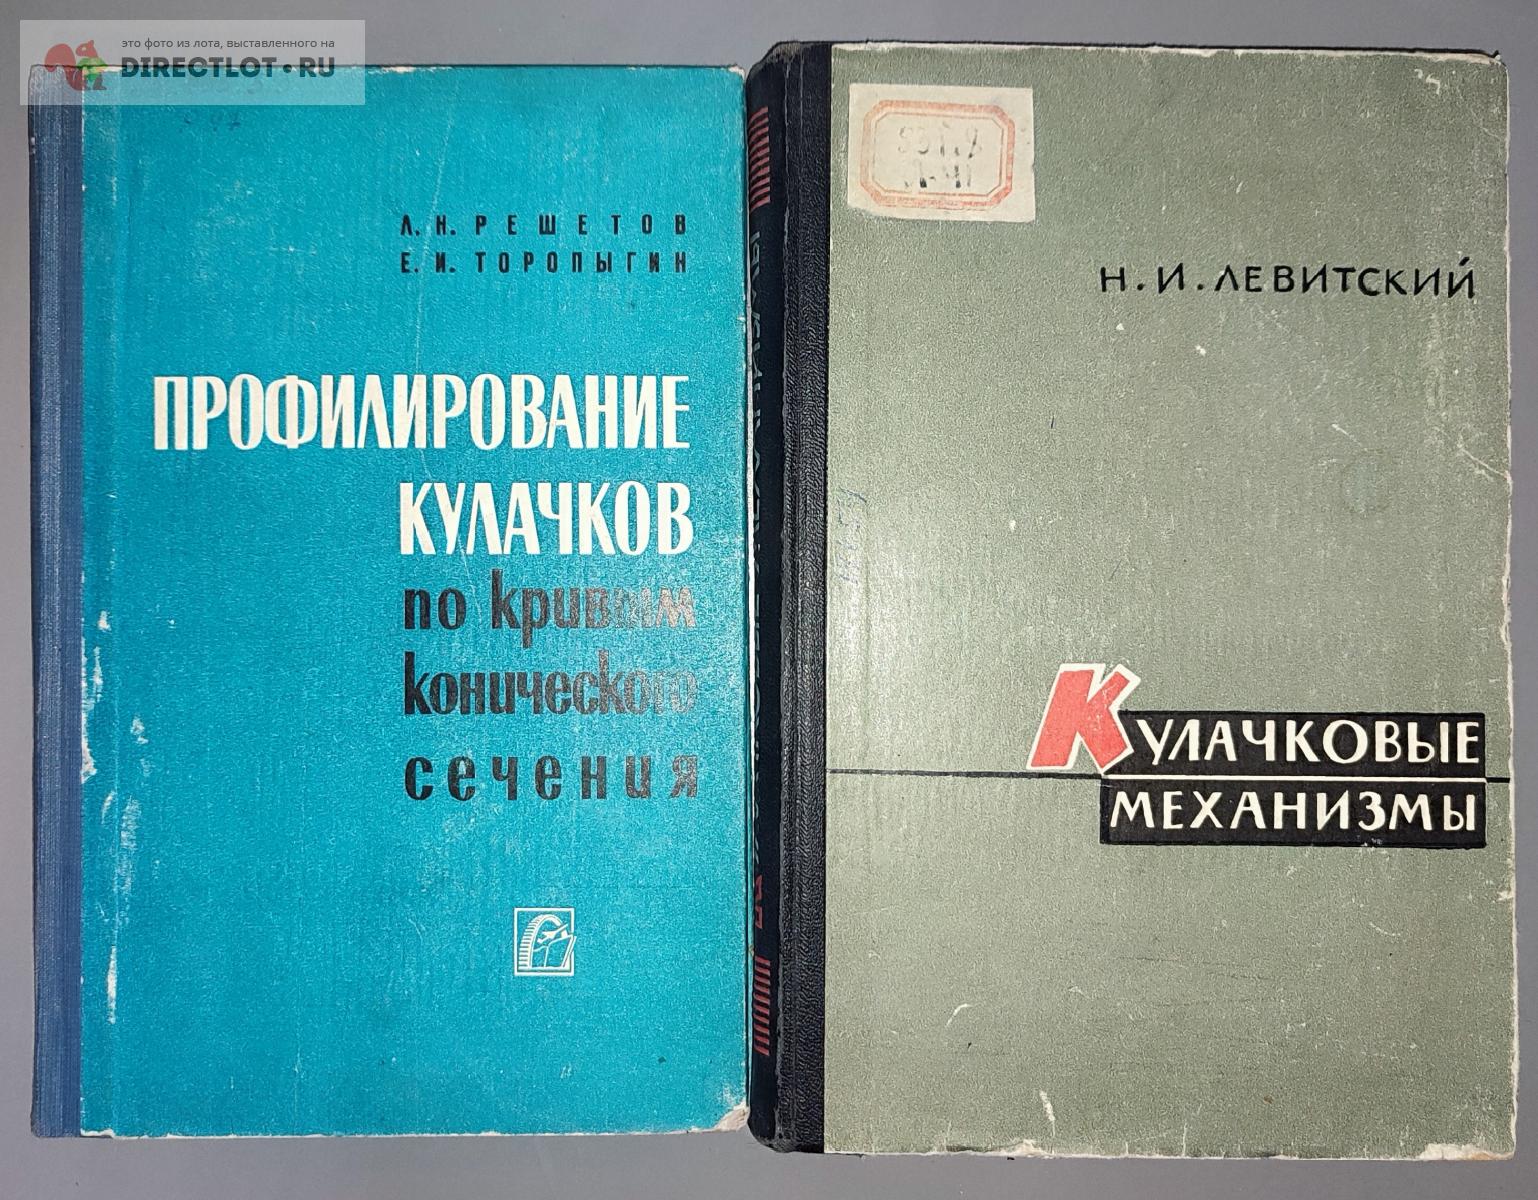 это фото из лота, выставленного на
DIRECTLOT.RU
Л. Н. РЕШЕТОВ
Е. И. ТОРОПЫГИН
ПРОФИЛИРОВАНИЕ
КУЛАЧКОВ
по кривым
конического
сечения
Н. И. ЛЕВИТСКИЙ
КУЛАЧКОВЫЕ
МЕХАНИЗМЫ